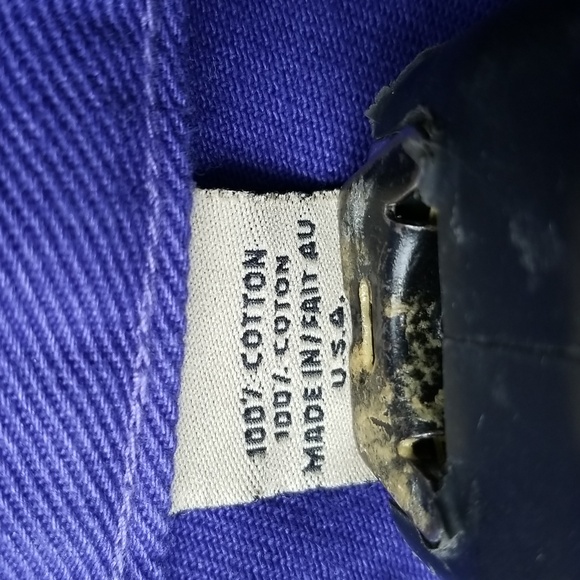 100% COTTON
100% COTON
MADE IN/FAIT AU
U.S.A.